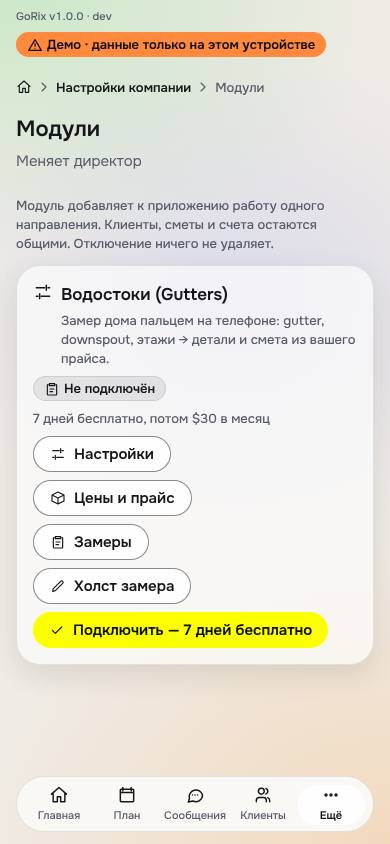 GoRix v1.0.0 · dev
Демо · данные только на этом устройстве
Настройки компании > Модули
Модули
Меняет директор
Модуль добавляет к приложению работу одного
направления. Клиенты, сметы и счета остаются
общими. Отключение ничего не удаляет.
Водостоки (Gutters)
Замер дома пальцем на телефоне: gutter,
downspout, этажи → детали и смета из вашего
прайса.
Не подключён
7 дней бесплатно, потом $30 в месяц
Настройки
Цены и прайс
Замеры
Холст замера
Подключить — 7 дней бесплатно
Главная План Сообщения Клиенты Ещё